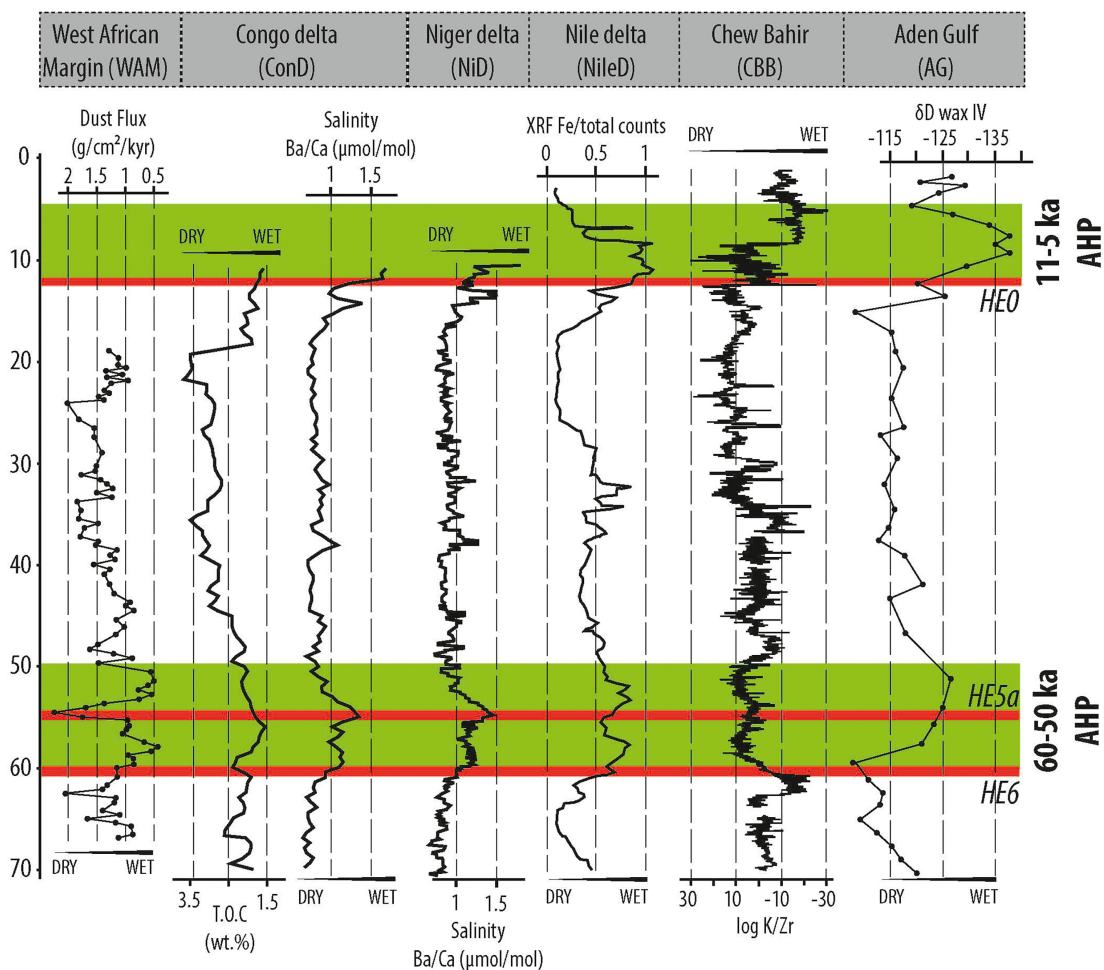 West African
Margin (WAM)
Congo delta
(ConD)
Niger delta
(NiD)
Nile delta
(NileD)
Chew Bahir
(CBB)
Aden Gulf
(AG)
Dust Flux
(g/cm²/kyr)
2 1.5 1 0.5
Salinity
Ba/Ca (μmol/mol)
1 1.5
XRF Fe/total counts
0 0.5 1
DRY WET
δD wax IV
-115 -125 -135
0
10
20
30
40
50
60
70
DRY WET
DRY WET
11-5 ka
AHP
HE0
60-50 ka
AHP
HE5a
HE6
DRY WET
3.5 1.5
T.O.C
(wt.%)
DRY WET
1 1.5
Salinity
Ba/Ca (μmol/mol)
DRY WET
30 10 -10 -30
log K/Zr
DRY WET